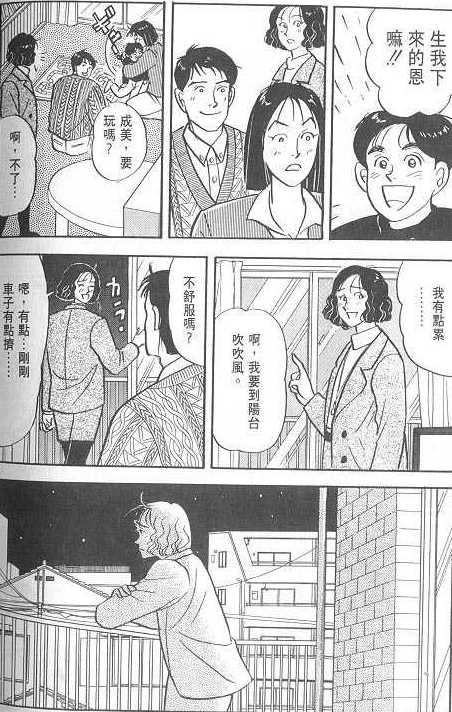 生我下
來的恩
嘛!!
成美，要
玩嗎？
啊，不了…
我有點累
………
啊，我要到陽台
吹吹風。
不舒服嗎？
嗯，有點…剛剛
車子有點擠……
ガラ